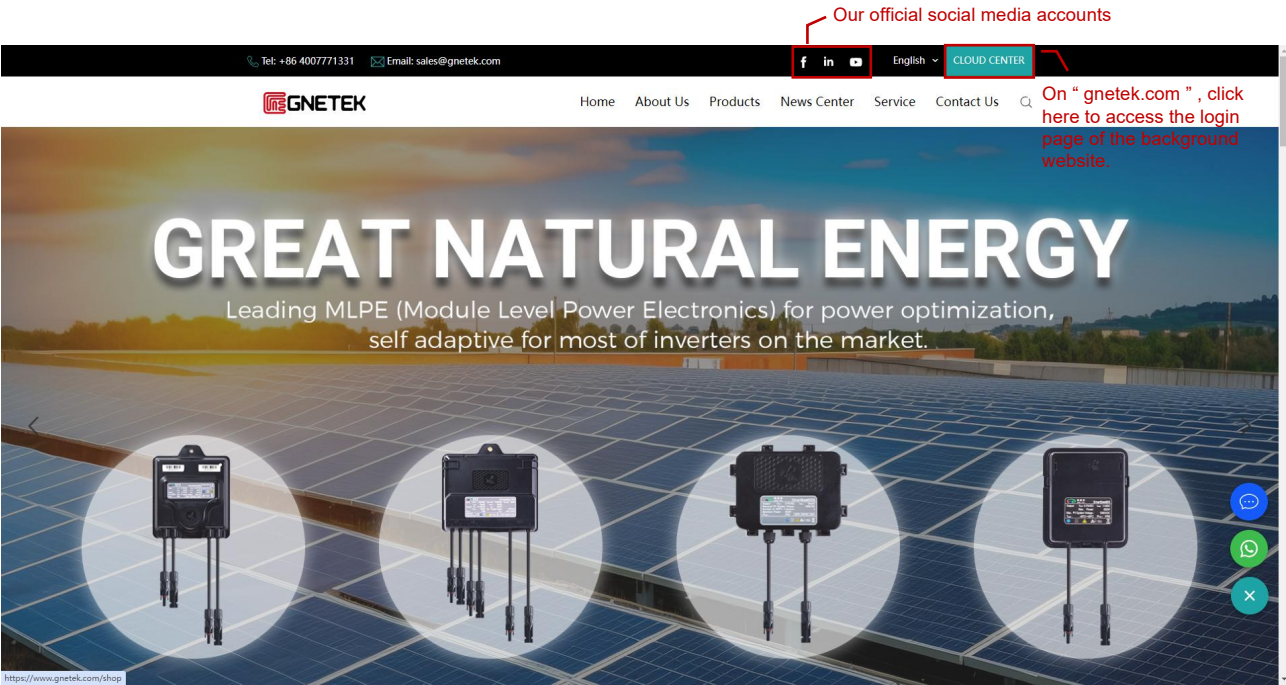 Our official social media accounts
Tel: +86 4007771331 Email: sales@gnetek.com English CLOUD CENTER
GNETEK Home About Us Products News Center Service Contact Us
On “ gnetek.com ” , click
here to access the login
page of the background
website.
GREAT NATURAL ENERGY
Leading MLPE (Module Level Power Electronics) for power optimization,
self adaptive for most of inverters on the market.
https://www.gnetek.com/shop